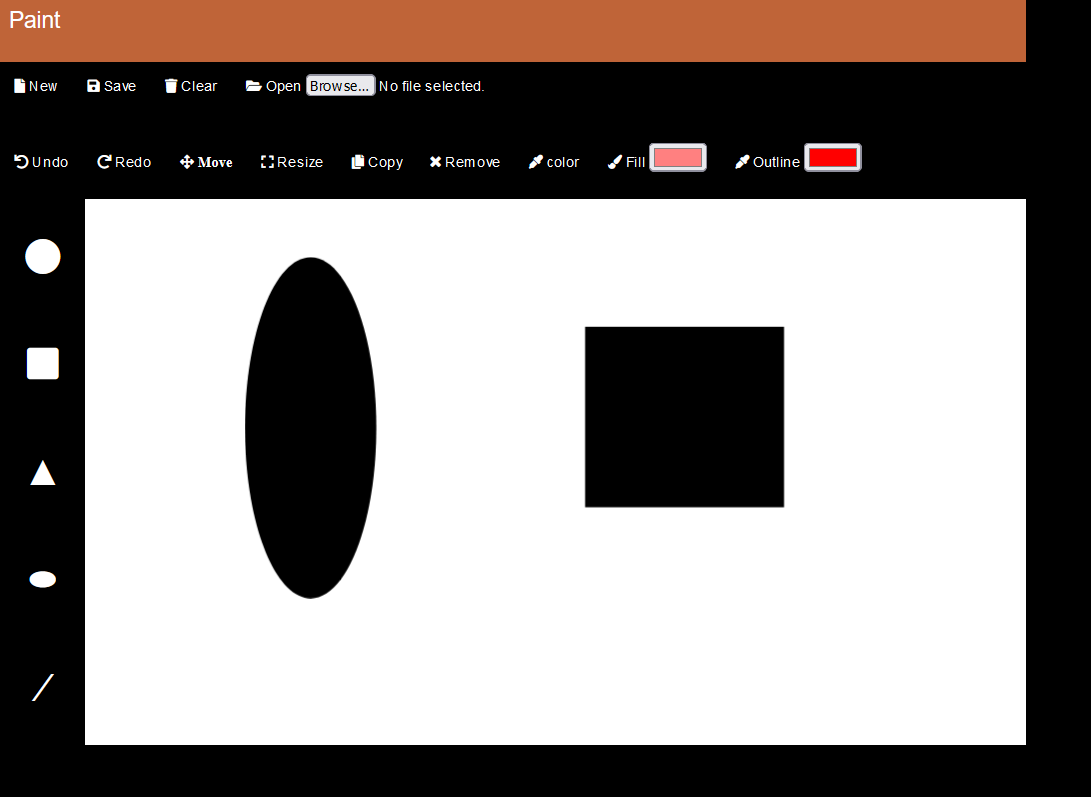 Paint
New Save Clear Open Browse... No file selected.
Undo Redo Move Resize Copy Remove color Fill Outline